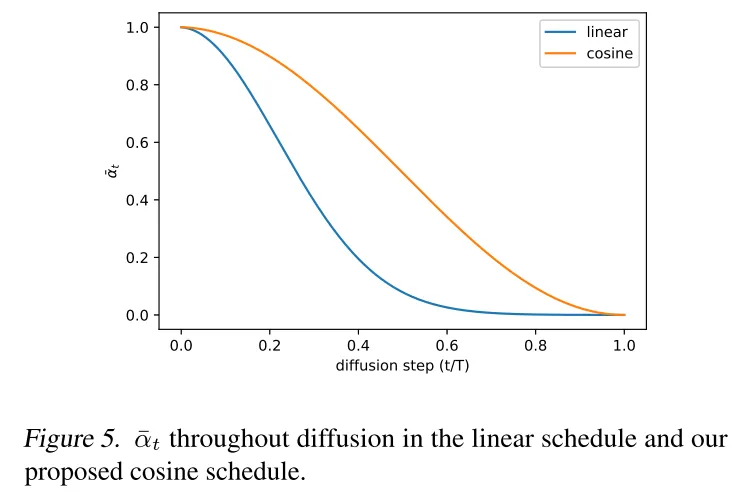 1.0
0.8
0.6
0.4
0.2
0.0
ᾱₜ
linear
cosine
0.0 0.2 0.4 0.6 0.8 1.0
diffusion step (t/T)
Figure 5. ᾱₜ throughout diffusion in the linear schedule and our
proposed cosine schedule.